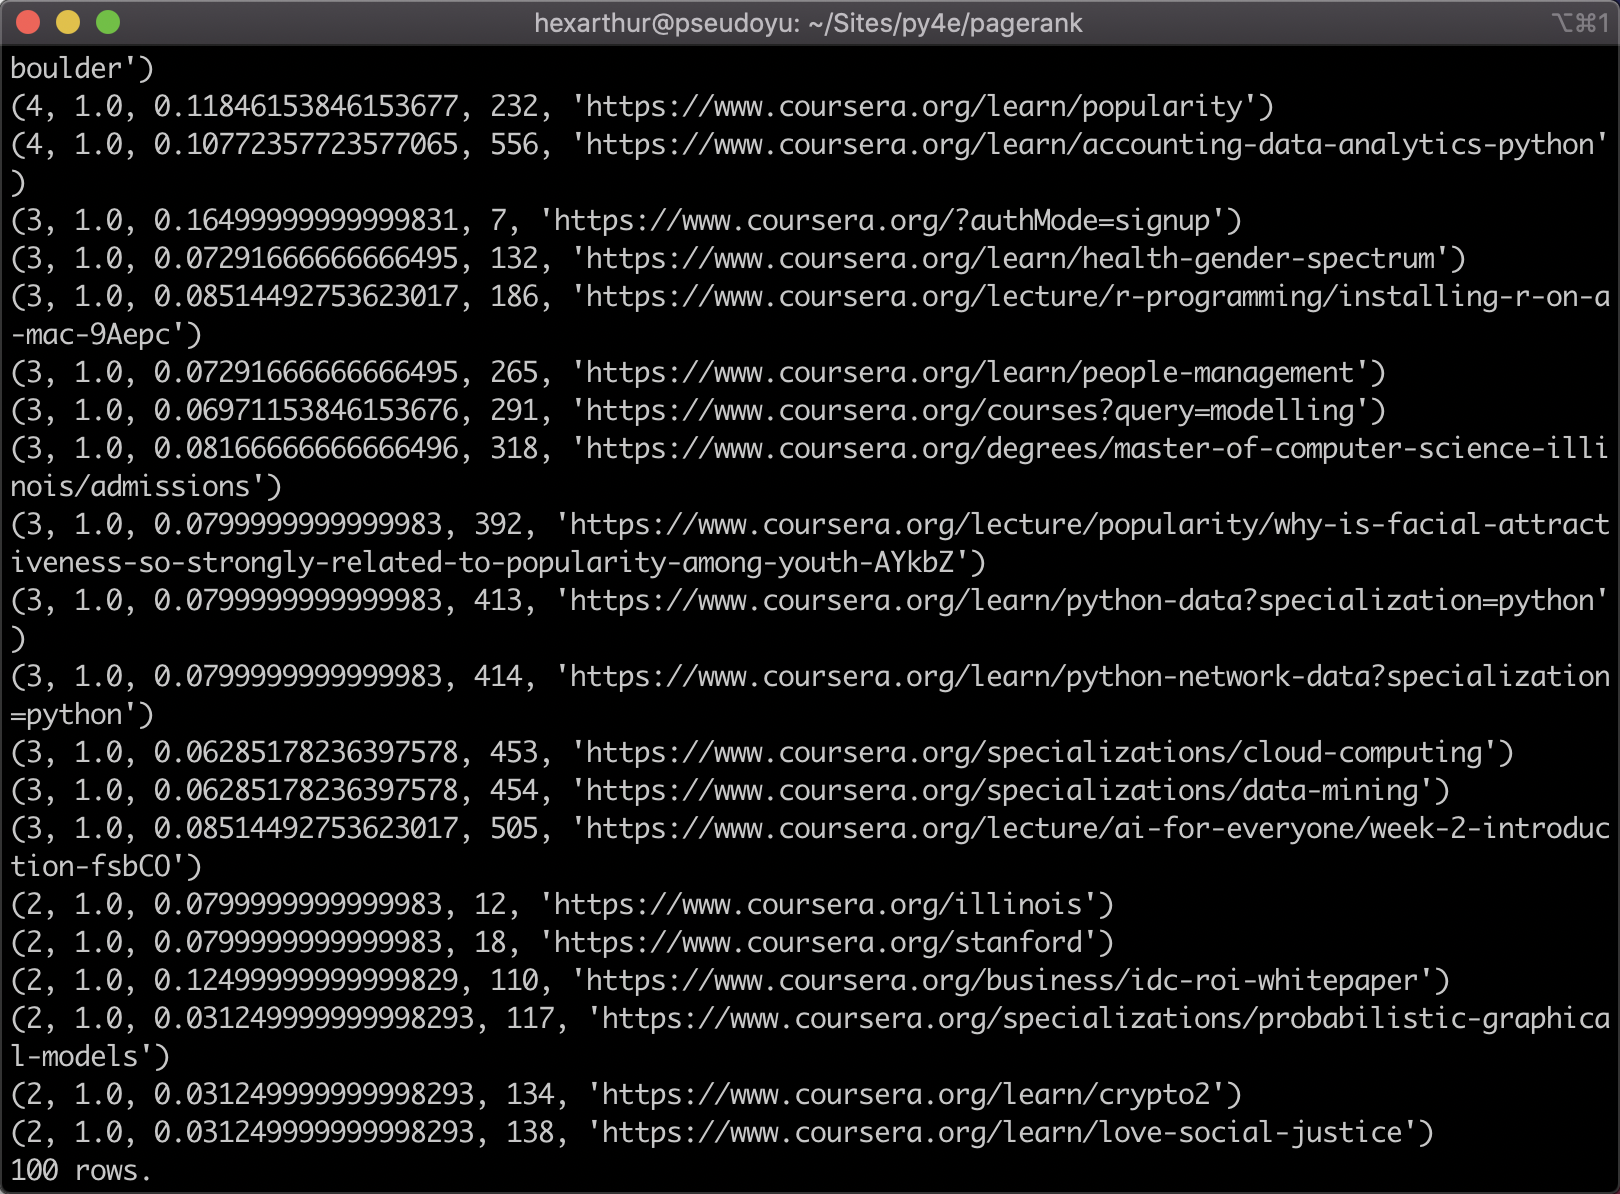 hexarthur@pseudoyu: ~/Sites/py4e/pagerank
⌥⌘1
boulder')
(4, 1.0, 0.11846153846153677, 232, 'https://www.coursera.org/learn/popularity')
(4, 1.0, 0.10772357723577065, 556, 'https://www.coursera.org/learn/accounting-data-analytics-python'
)
(3, 1.0, 0.16499999999999831, 7, 'https://www.coursera.org/?authMode=signup')
(3, 1.0, 0.07291666666666495, 132, 'https://www.coursera.org/learn/health-gender-spectrum')
(3, 1.0, 0.08514492753623017, 186, 'https://www.coursera.org/lecture/r-programming/installing-r-on-a
-mac-9Aepc')
(3, 1.0, 0.07291666666666495, 265, 'https://www.coursera.org/learn/people-management')
(3, 1.0, 0.06971153846153676, 291, 'https://www.coursera.org/courses?query=modelling')
(3, 1.0, 0.08166666666666496, 318, 'https://www.coursera.org/degrees/master-of-computer-science-illi
nois/admissions')
(3, 1.0, 0.0799999999999983, 392, 'https://www.coursera.org/lecture/popularity/why-is-facial-attract
iveness-so-strongly-related-to-popularity-among-youth-AYkbZ')
(3, 1.0, 0.0799999999999983, 413, 'https://www.coursera.org/learn/python-data?specialization=python'
)
(3, 1.0, 0.0799999999999983, 414, 'https://www.coursera.org/learn/python-network-data?specialization
=python')
(3, 1.0, 0.06285178236397578, 453, 'https://www.coursera.org/specializations/cloud-computing')
(3, 1.0, 0.06285178236397578, 454, 'https://www.coursera.org/specializations/data-mining')
(3, 1.0, 0.08514492753623017, 505, 'https://www.coursera.org/lecture/ai-for-everyone/week-2-introduc
tion-fsbCO')
(2, 1.0, 0.0799999999999983, 12, 'https://www.coursera.org/illinois')
(2, 1.0, 0.0799999999999983, 18, 'https://www.coursera.org/stanford')
(2, 1.0, 0.12499999999999829, 110, 'https://www.coursera.org/business/idc-roi-whitepaper')
(2, 1.0, 0.031249999999998293, 117, 'https://www.coursera.org/specializations/probabilistic-graphica
l-models')
(2, 1.0, 0.031249999999998293, 134, 'https://www.coursera.org/learn/crypto2')
(2, 1.0, 0.031249999999998293, 138, 'https://www.coursera.org/learn/love-social-justice')
100 rows.